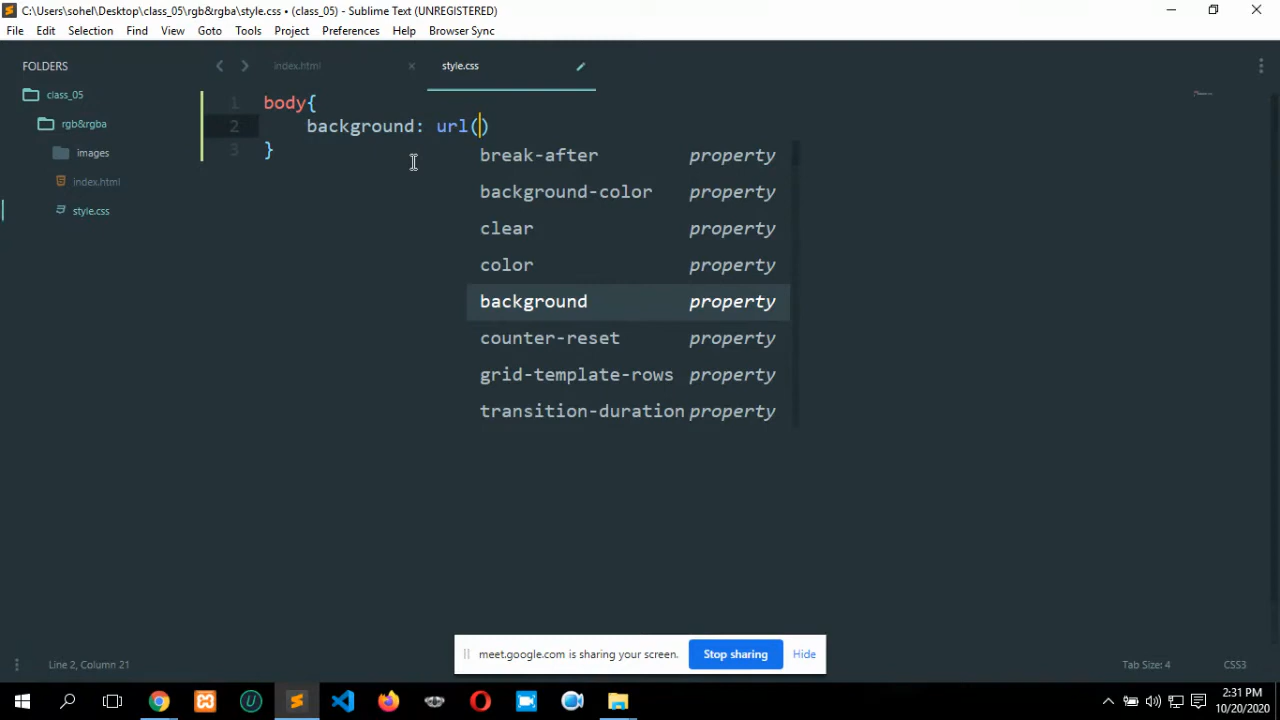 C:\Users\sohel\Desktop\class_05\rgb&rgba\style.css • (class_05) - Sublime Text (UNREGISTERED)
File Edit Selection Find View Goto Tools Project Preferences Help Browser Sync
FOLDERS
class_05
rgb&rgba
images
index.html
style.css
index.html
style.css
1 body{
2 background: url()
3 }
break-after property
background-color property
clear property
color property
background property
counter-reset property
grid-template-rows property
transition-duration property
meet.google.com is sharing your screen. Stop sharing Hide
Line 2, Column 21
Tab Size: 4 CSS3
2:31 PM
10/20/2020